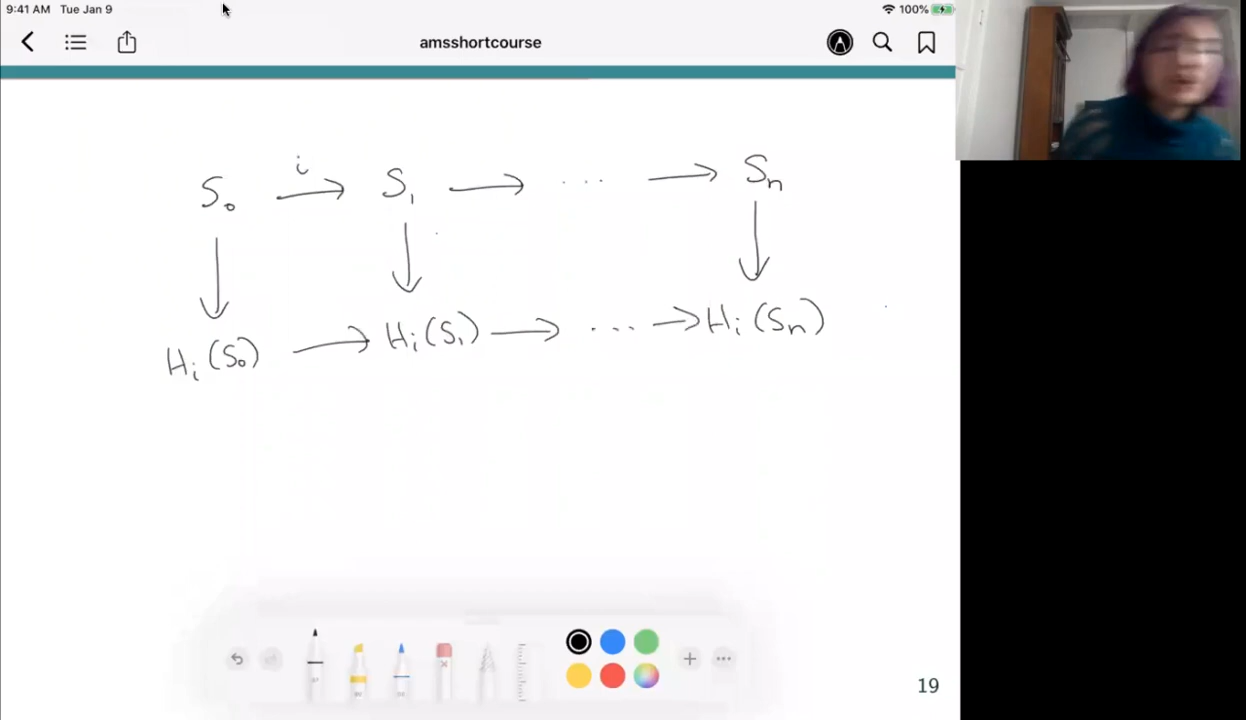 9:41 AM Tue Jan 9 100%
amsshortcourse
i
S₀ → S₁ → ... → Sₙ
↓ ↓ ↓
Hᵢ(S₀) → Hᵢ(S₁) → ... → Hᵢ(Sₙ)
19